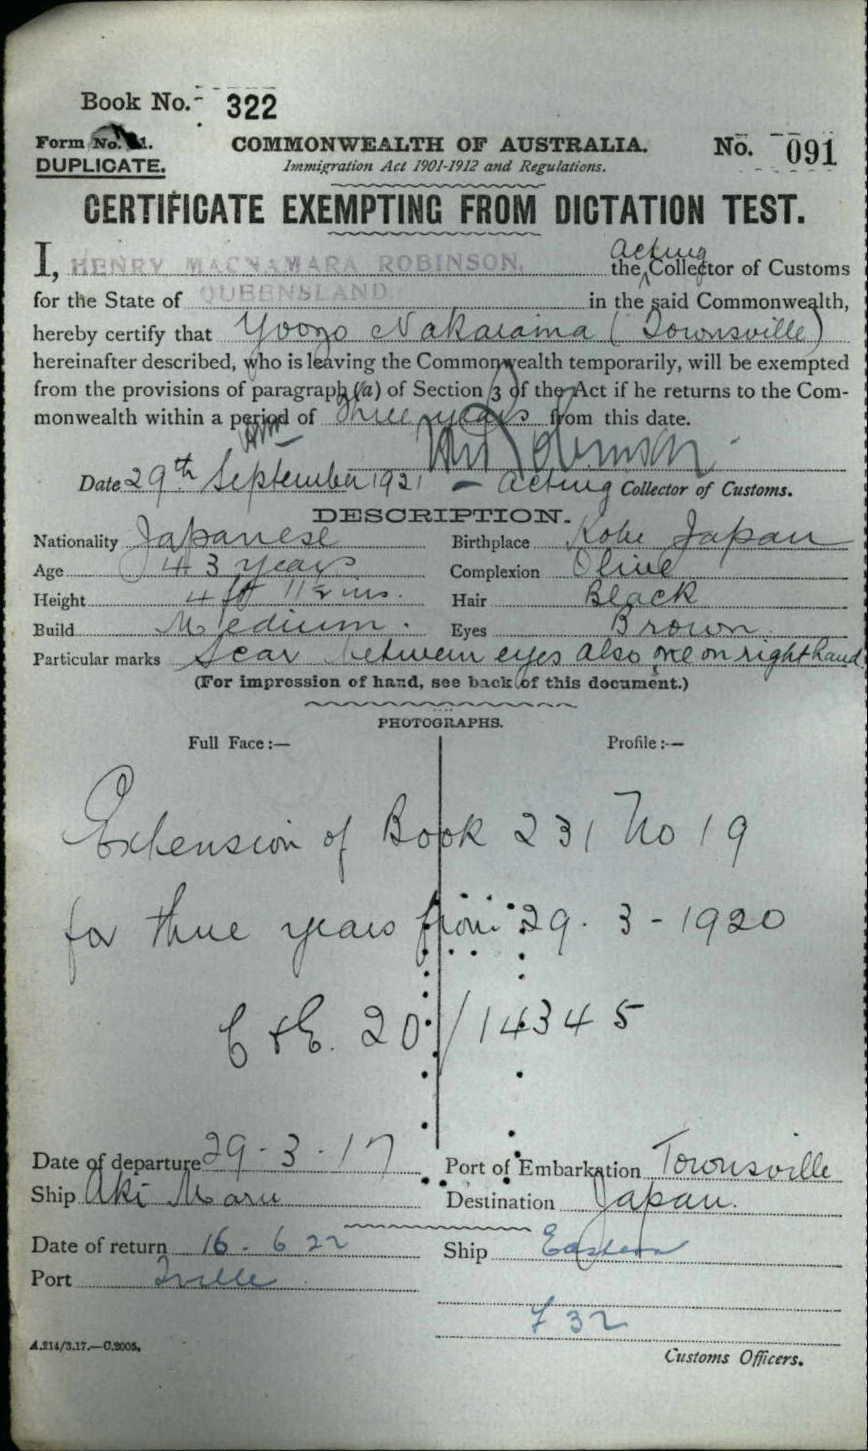 Book No.- 322
Form No. 21.
DUPLICATE.
COMMONWEALTH OF AUSTRALIA.
Immigration Act 1901-1912 and Regulations.
No. 091
CERTIFICATE EXEMPTING FROM DICTATION TEST.
I, HENRY MACNAMARA ROBINSON, the Acting Collector of Customs
for the State of QUEENSLAND in the said Commonwealth,
hereby certify that Yoozo (Townsville)
hereinafter described, who is leaving the Commonwealth temporarily, will be exempted
from the provisions of paragraph (a) of Section 3 of the Act if he returns to the Com-
monwealth within a period of three years from this date.
Date 29th September 1921 - Acting Collector of Customs.
DESCRIPTION.
Nationality Japanese Birthplace Kobe Japan
Age 43 years Complexion Olive
Height 4 ft 11½ ins. Hair Black
Build Medium. Eyes Brown.
Particular marks Scar between eyes also one on right hand
(For impression of hand, see back of this document.)
PHOTOGRAPHS.
Full Face:— Profile:—
Extension of Book 231 No 19
for three years from 29.3-1920
C & E. 20/14345
Date of departure 29-3-17 Port of Embarkation Townsville
Ship Aki Maru Destination Japan.
Date of return 16.6 22 Ship Eastern
Port Tville
F 32
A.214/3.17.—C.2005.
Customs Officers.